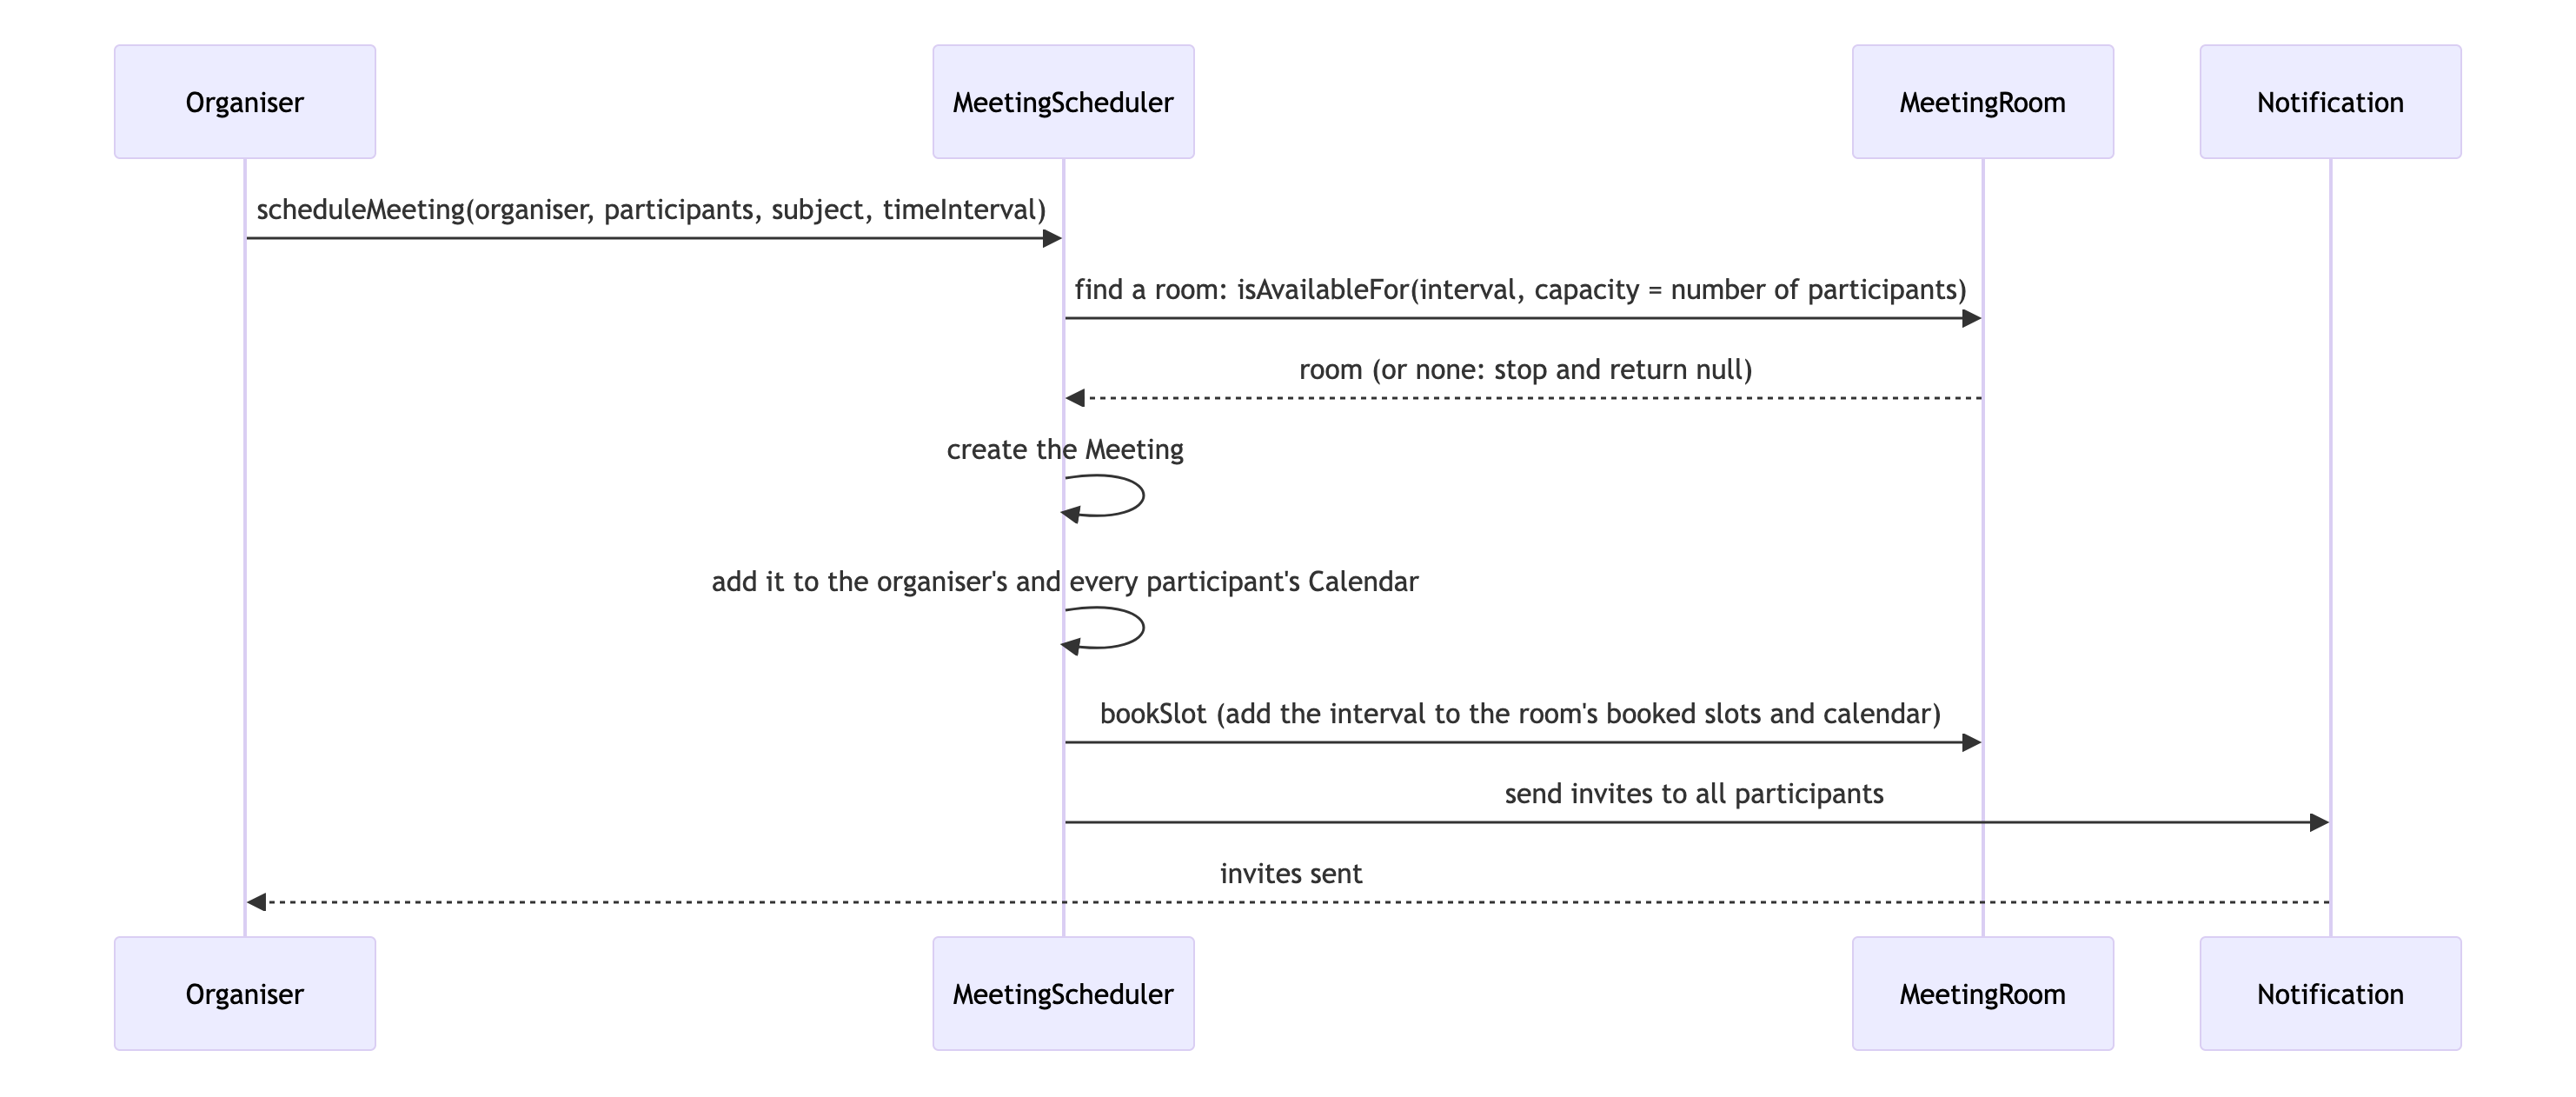 Organiser
MeetingScheduler
MeetingRoom
Notification
scheduleMeeting(organiser, participants, subject, timeInterval)
find a room: isAvailableFor(interval, capacity = number of participants)
room (or none: stop and return null)
create the Meeting
add it to the organiser's and every participant's Calendar
bookSlot (add the interval to the room's booked slots and calendar)
send invites to all participants
invites sent
Organiser
MeetingScheduler
MeetingRoom
Notification